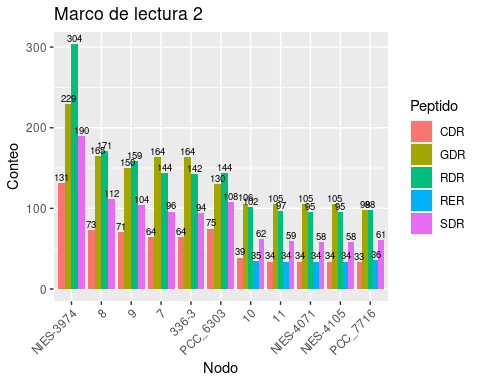 Marco de lectura 2
Conteo
300
200
100
0
131 229 304 190
73 165 171 112
71 150 159 104
64 164 144 96
64 164 142 94
75 130 144 108
39 106 102 35 62
34 105 97 34 59
34 105 95 34 58
34 105 95 34 58
33 98 98 36 61
NIES-3974
8
9
7
336-3
PCC_6303
10
11
NIES-4071
NIES-4105
PCC_7716
Nodo
Peptido
CDR
GDR
RDR
RER
SDR